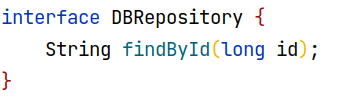 interface DBRepository {
    String findById(long id);
}